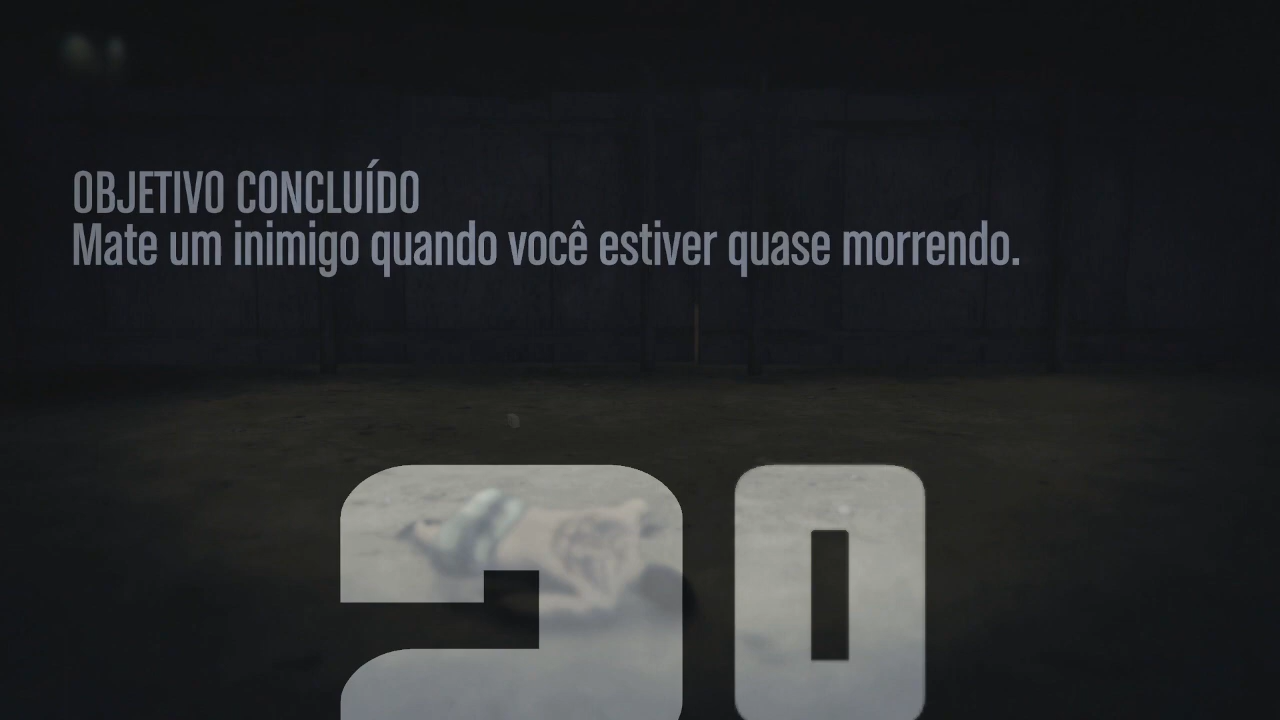 OBJETIVO CONCLUÍDO
Mate um inimigo quando você estiver quase morrendo.
20